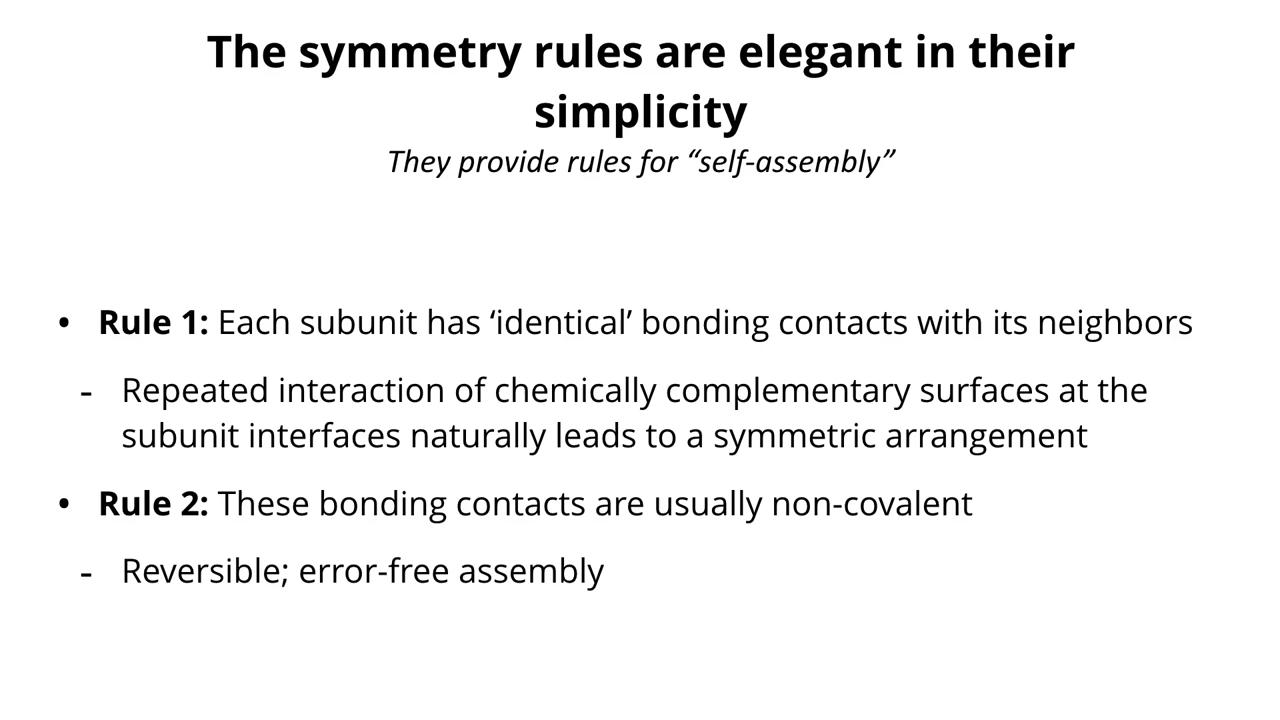 The symmetry rules are elegant in their
simplicity
They provide rules for “self-assembly”
• Rule 1: Each subunit has ‘identical’ bonding contacts with its neighbors
- Repeated interaction of chemically complementary surfaces at the
subunit interfaces naturally leads to a symmetric arrangement
• Rule 2: These bonding contacts are usually non-covalent
- Reversible; error-free assembly